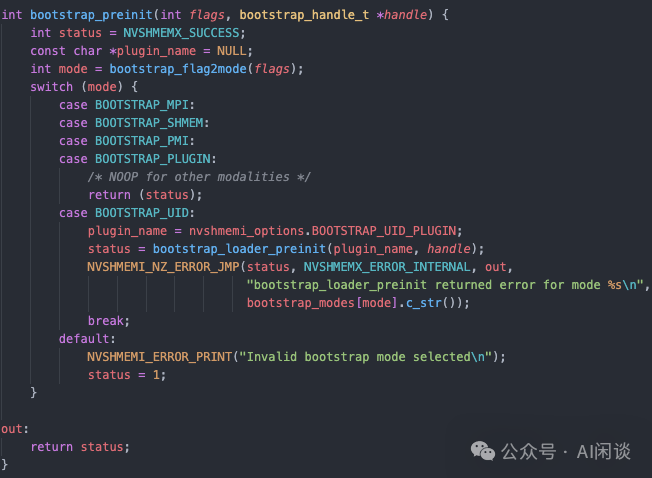 int bootstrap_preinit(int flags, bootstrap_handle_t *handle) {
    int status = NVSHMEMX_SUCCESS;
    const char *plugin_name = NULL;
    int mode = bootstrap_flag2mode(flags);
    switch (mode) {
        case BOOTSTRAP_MPI:
        case BOOTSTRAP_SHMEM:
        case BOOTSTRAP_PMI:
        case BOOTSTRAP_PLUGIN:
            /* NOOP for other modalities */
            return (status);
        case BOOTSTRAP_UID:
            plugin_name = nvshmemi_options.BOOTSTRAP_UID_PLUGIN;
            status = bootstrap_loader_preinit(plugin_name, handle);
            NVSHMEMI_NZ_ERROR_JMP(status, NVSHMEMX_ERROR_INTERNAL, out,
                                  "bootstrap_loader_preinit returned error for mode %s\n",
                                  bootstrap_modes[mode].c_str());
            break;
        default:
            NVSHMEMI_ERROR_PRINT("Invalid bootstrap mode selected\n");
            status = 1;
    }
out:
    return status;
}
公众号 · AI闲谈